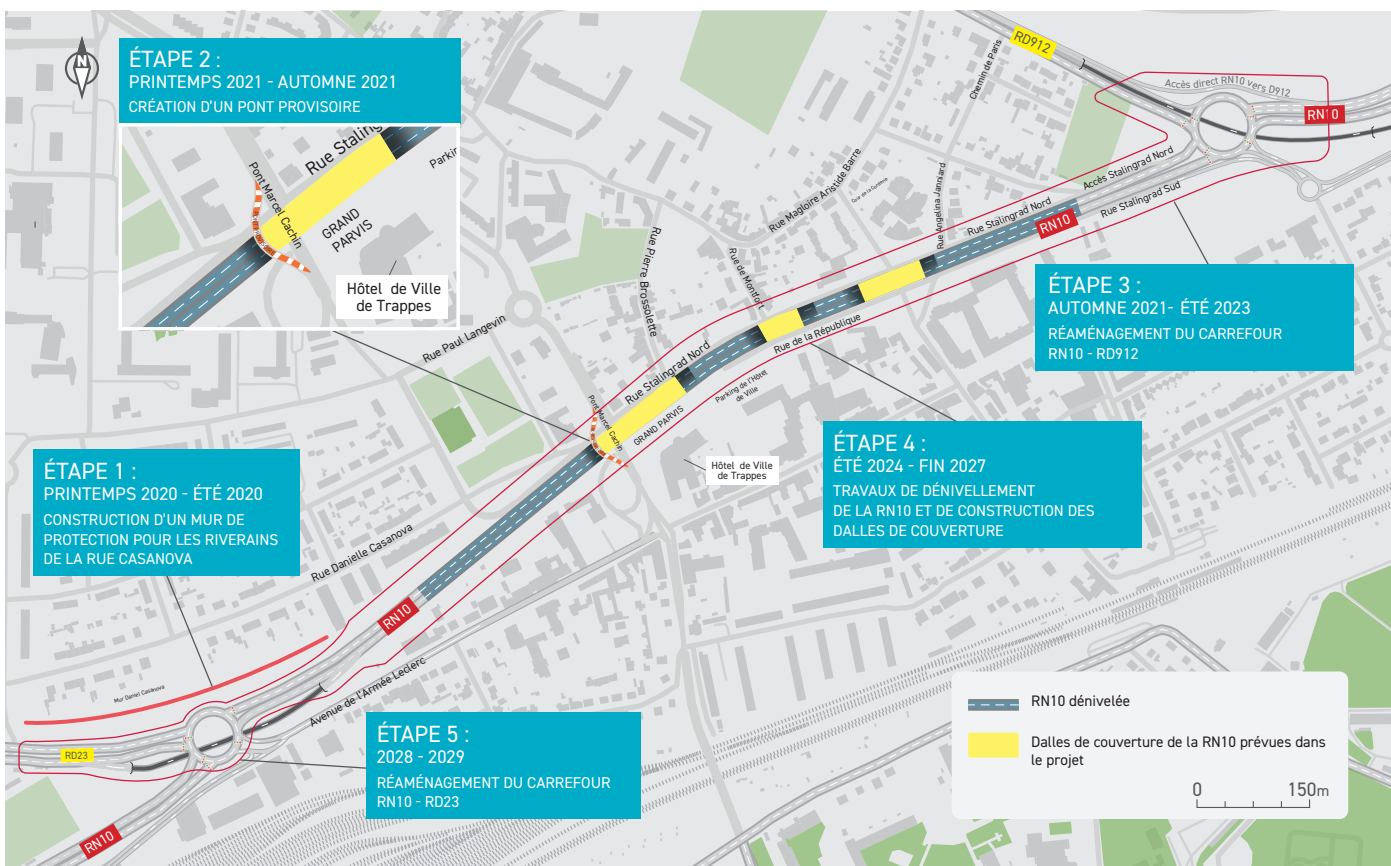 N
ÉTAPE 2 :
PRINTEMPS 2021 - AUTOMNE 2021
CRÉATION D'UN PONT PROVISOIRE
Rue Stalingr
Parkin
Pont Marcel Cachin
GRAND
PARVIS
Hôtel de Ville
de Trappes
RD912
Chemin de Paris
Accès direct RN10 vers D912
RN10
Accès Stalingrad Nord
Rue Stalingrad Sud
Rue Stalingrad Nord
RN10
Rue Angelina Janniard
Rue Magloire Aristide Barre
Rue de Montfort
Rue Pierre Brossolette
Rue de la République
Rue Paul Langevin
Rue Stalingrad Nord
Parking de l'Hôtel
de Ville
Pont Marcel Cachin
GRAND PARVIS
Hôtel de Ville
de Trappes
ÉTAPE 3 :
AUTOMNE 2021- ÉTÉ 2023
RÉAMÉNAGEMENT DU CARREFOUR
RN10 - RD912
ÉTAPE 4 :
ÉTÉ 2024 - FIN 2027
TRAVAUX DE DÉNIVELLEMENT
DE LA RN10 ET DE CONSTRUCTION DES
DALLES DE COUVERTURE
ÉTAPE 1 :
PRINTEMPS 2020 - ÉTÉ 2020
CONSTRUCTION D'UN MUR DE
PROTECTION POUR LES RIVERAINS
DE LA RUE CASANOVA
Rue Danielle Casanova
RN10
Mur Daniel Casanova
Avenue de l'Armée Leclerc
RD23
RN10
ÉTAPE 5 :
2028 - 2029
RÉAMÉNAGEMENT DU CARREFOUR
RN10 - RD23
RN10 dénivelée
Dalles de couverture de la RN10 prévues dans
le projet
0 150m